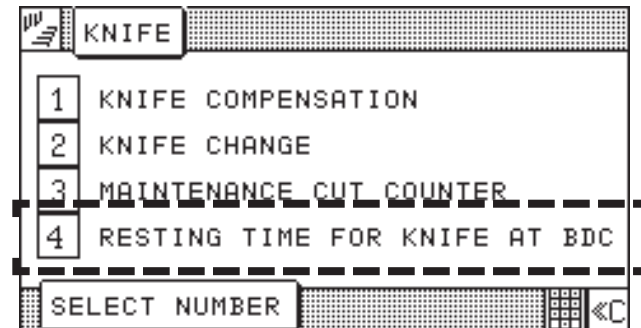 KNIFE
1 KNIFE COMPENSATION
2 KNIFE CHANGE
3 MAINTENANCE CUT COUNTER
4 RESTING TIME FOR KNIFE AT BDC
SELECT NUMBER «C